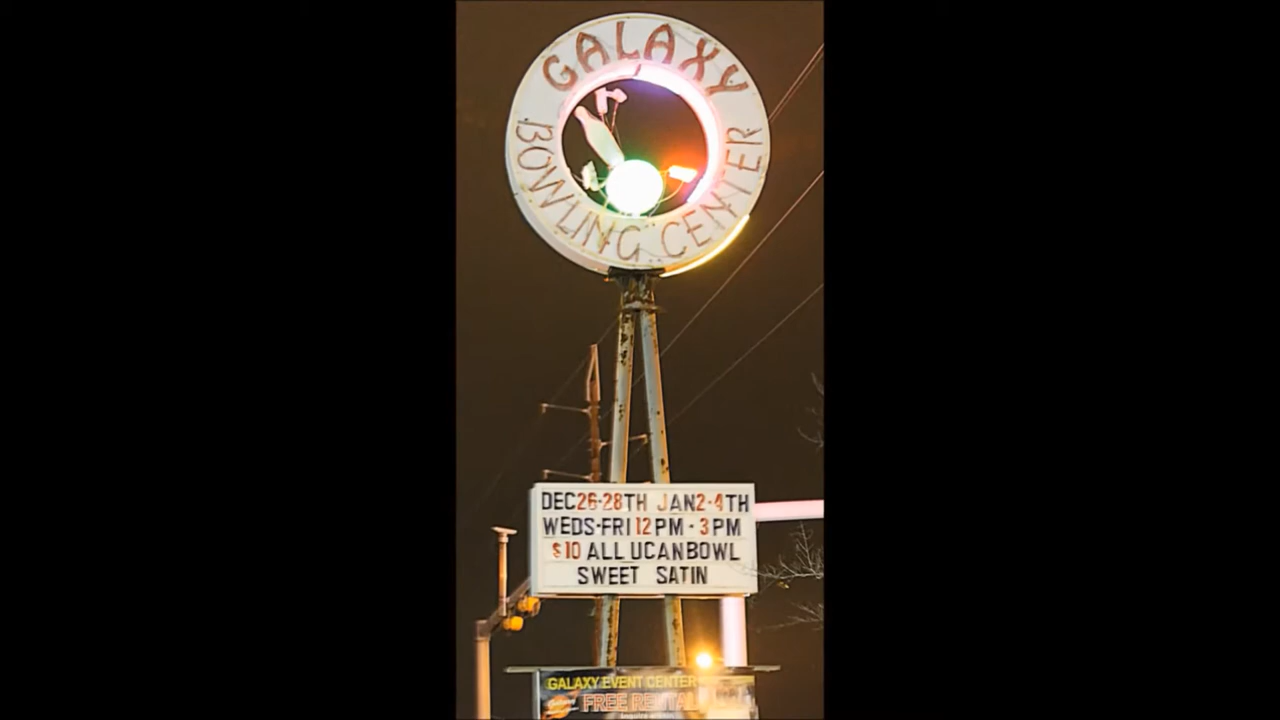 GALAXY
BOWLING CENTER
DEC26-28TH JAN2-4TH
WEDS-FRI 12PM - 3PM
$10 ALL UCANBOWL
SWEET SATIN
GALAXY EVENT CENTER
FREE RENTAL